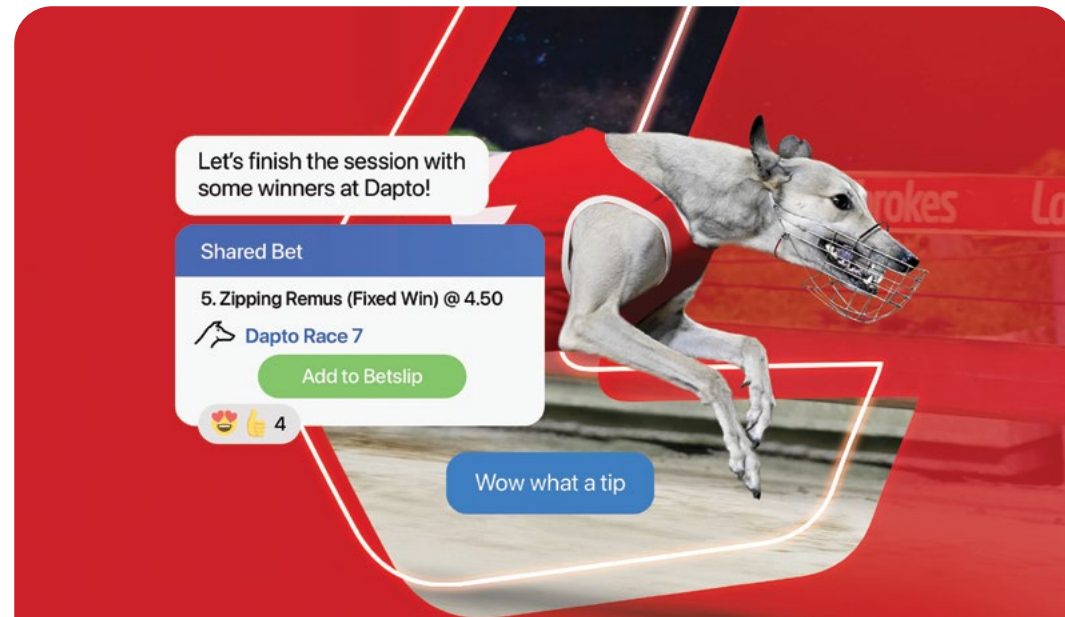 Let's finish the session with
some winners at Dapto!
Shared Bet
5. Zipping Remus (Fixed Win) @ 4.50
Dapto Race 7
Add to Betslip
4
Wow what a tip